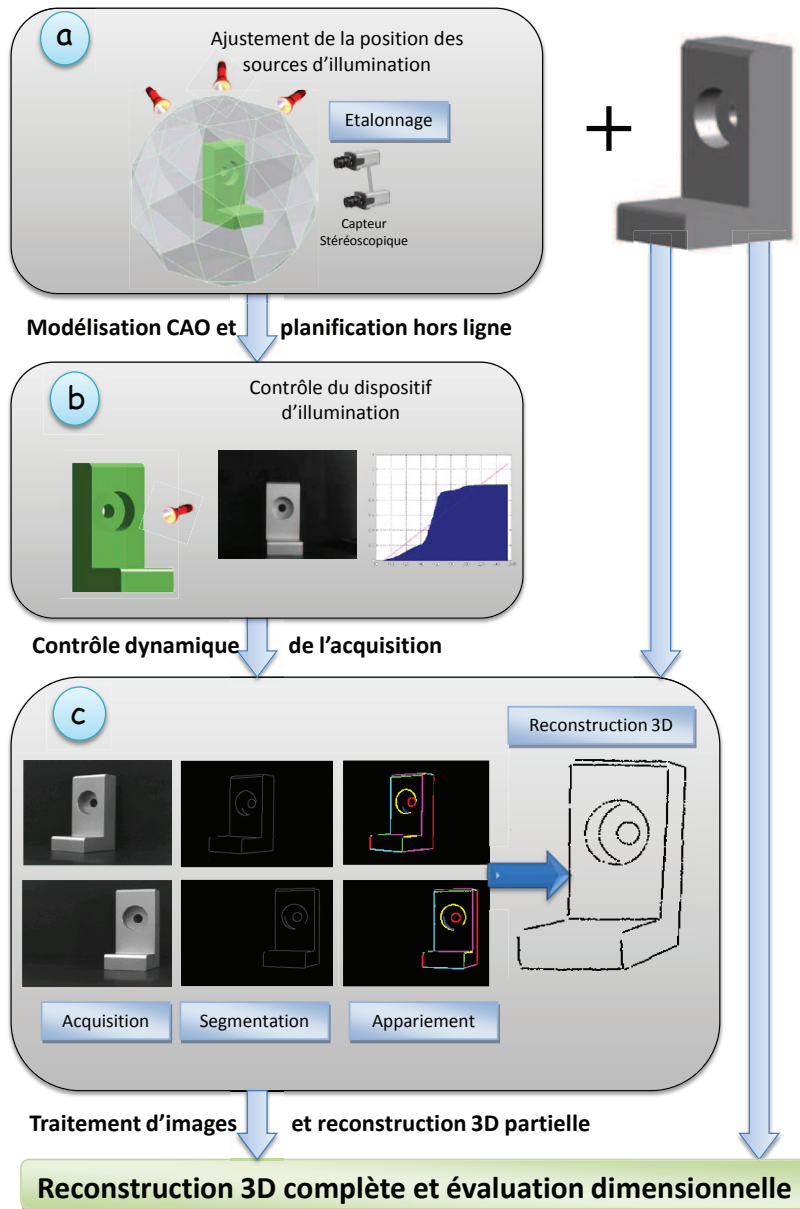 a
Ajustement de la position des
sources d'illumination
Etalonnage
Capteur
Stéréoscopique
+
Modélisation CAO et planification hors ligne
b
Contrôle du dispositif
d'illumination
Contrôle dynamique de l'acquisition
c
Reconstruction 3D
Acquisition
Segmentation
Appariement
Traitement d'images et reconstruction 3D partielle
Reconstruction 3D complète et évaluation dimensionnelle